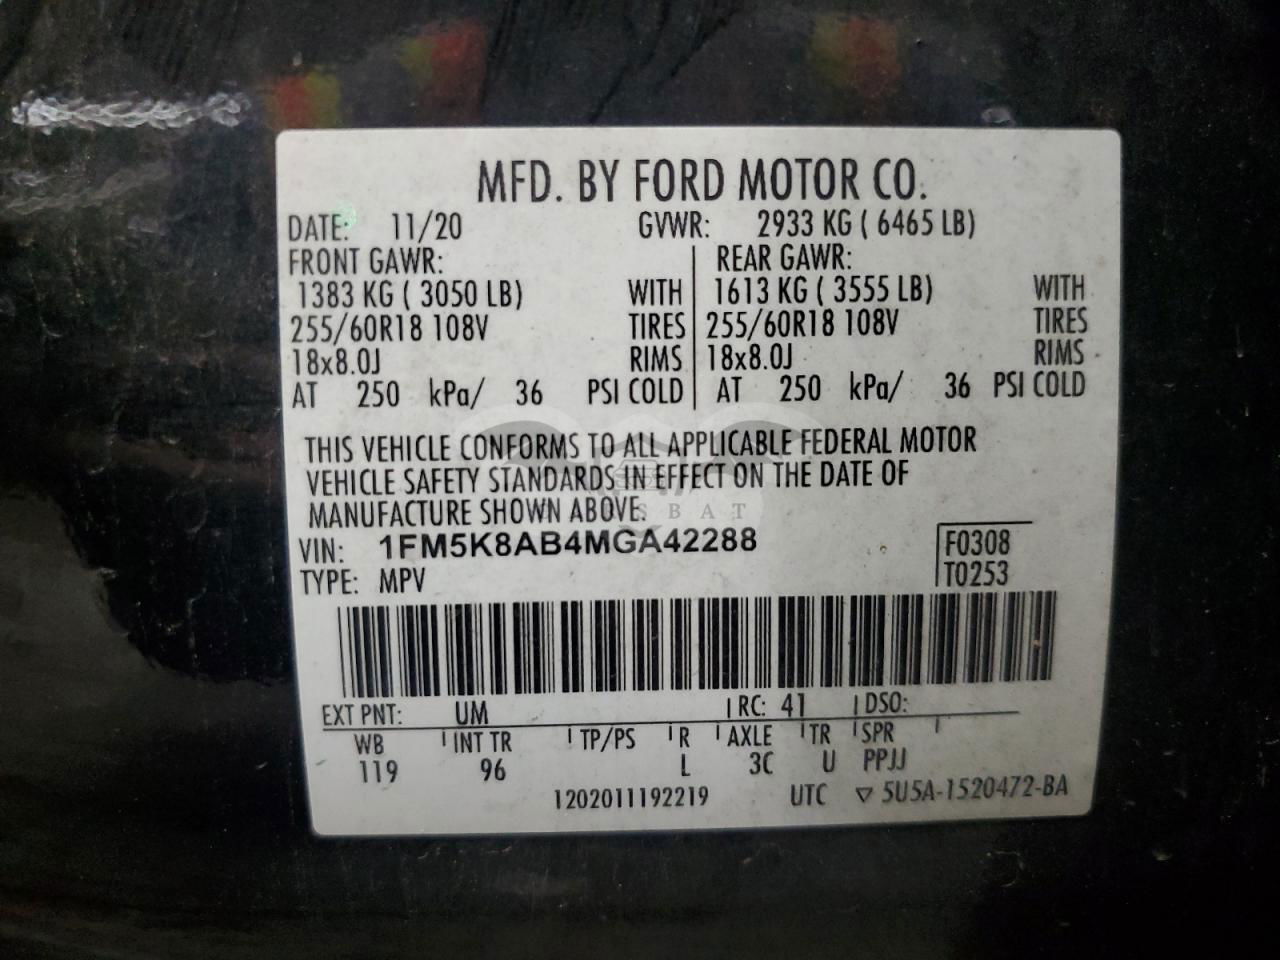 MFD. BY FORD MOTOR CO.
DATE: 11/20 GVWR: 2933 KG ( 6465 LB)
FRONT GAWR: REAR GAWR:
1383 KG ( 3050 LB) WITH 1613 KG ( 3555 LB) WITH
255/60R18 108V TIRES 255/60R18 108V TIRES
18x8.0J RIMS 18x8.0J RIMS
AT 250 kPa/ 36 PSI COLD AT 250 kPa/ 36 PSI COLD
THIS VEHICLE CONFORMS TO ALL APPLICABLE FEDERAL MOTOR
VEHICLE SAFETY STANDARDS IN EFFECT ON THE DATE OF
MANUFACTURE SHOWN ABOVE.
VIN: 1FM5K8AB4MGA42288 F0308
TYPE: MPV T0253
EXT PNT: UM RC: 41 DSO:
WB INT TR TP/PS R AXLE TR SPR
119 96 L 3C U PPJJ
1202011192219 UTC ▽ 5U5A-1520472-BA